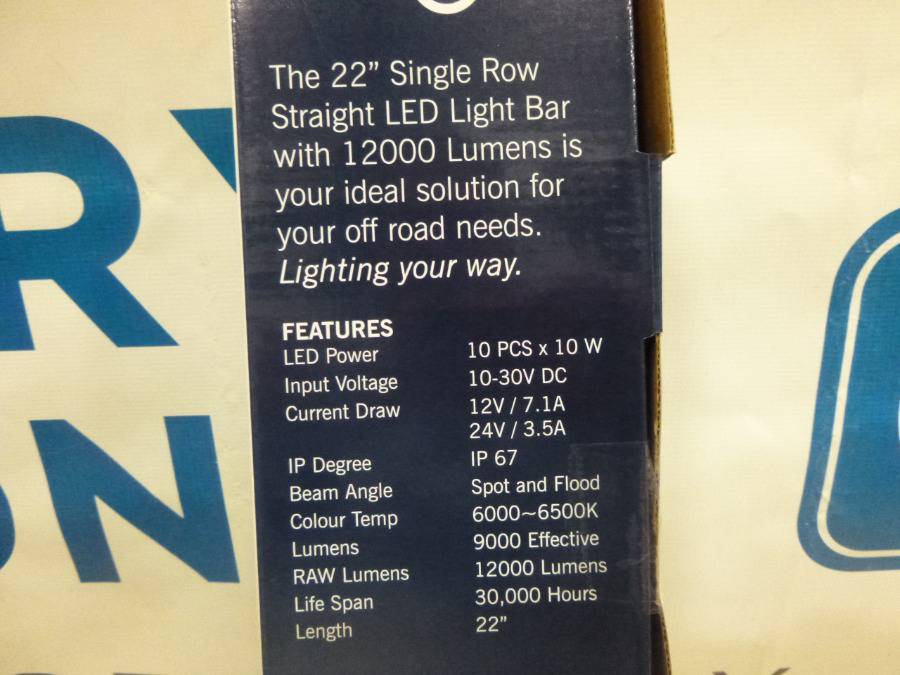 The 22” Single Row
Straight LED Light Bar
with 12000 Lumens is
your ideal solution for
your off road needs.
Lighting your way.
FEATURES
LED Power 10 PCS x 10 W
Input Voltage 10-30V DC
Current Draw 12V / 7.1A
24V / 3.5A
IP Degree IP 67
Beam Angle Spot and Flood
Colour Temp 6000~6500K
Lumens 9000 Effective
RAW Lumens 12000 Lumens
Life Span 30,000 Hours
Length 22”